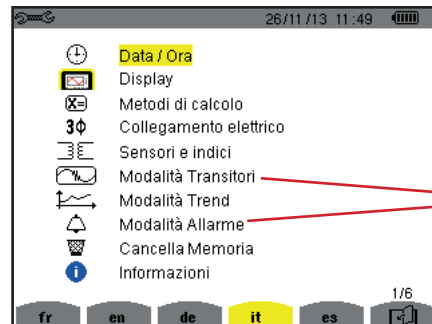 26/11/13 11:49
Data / Ora
Display
Metodi di calcolo
3Φ Collegamento elettrico
Sensori e indici
Modalità Transitori
Modalità Trend
Modalità Allarme
Cancella Memoria
Informazioni
1/6
fr en de it es